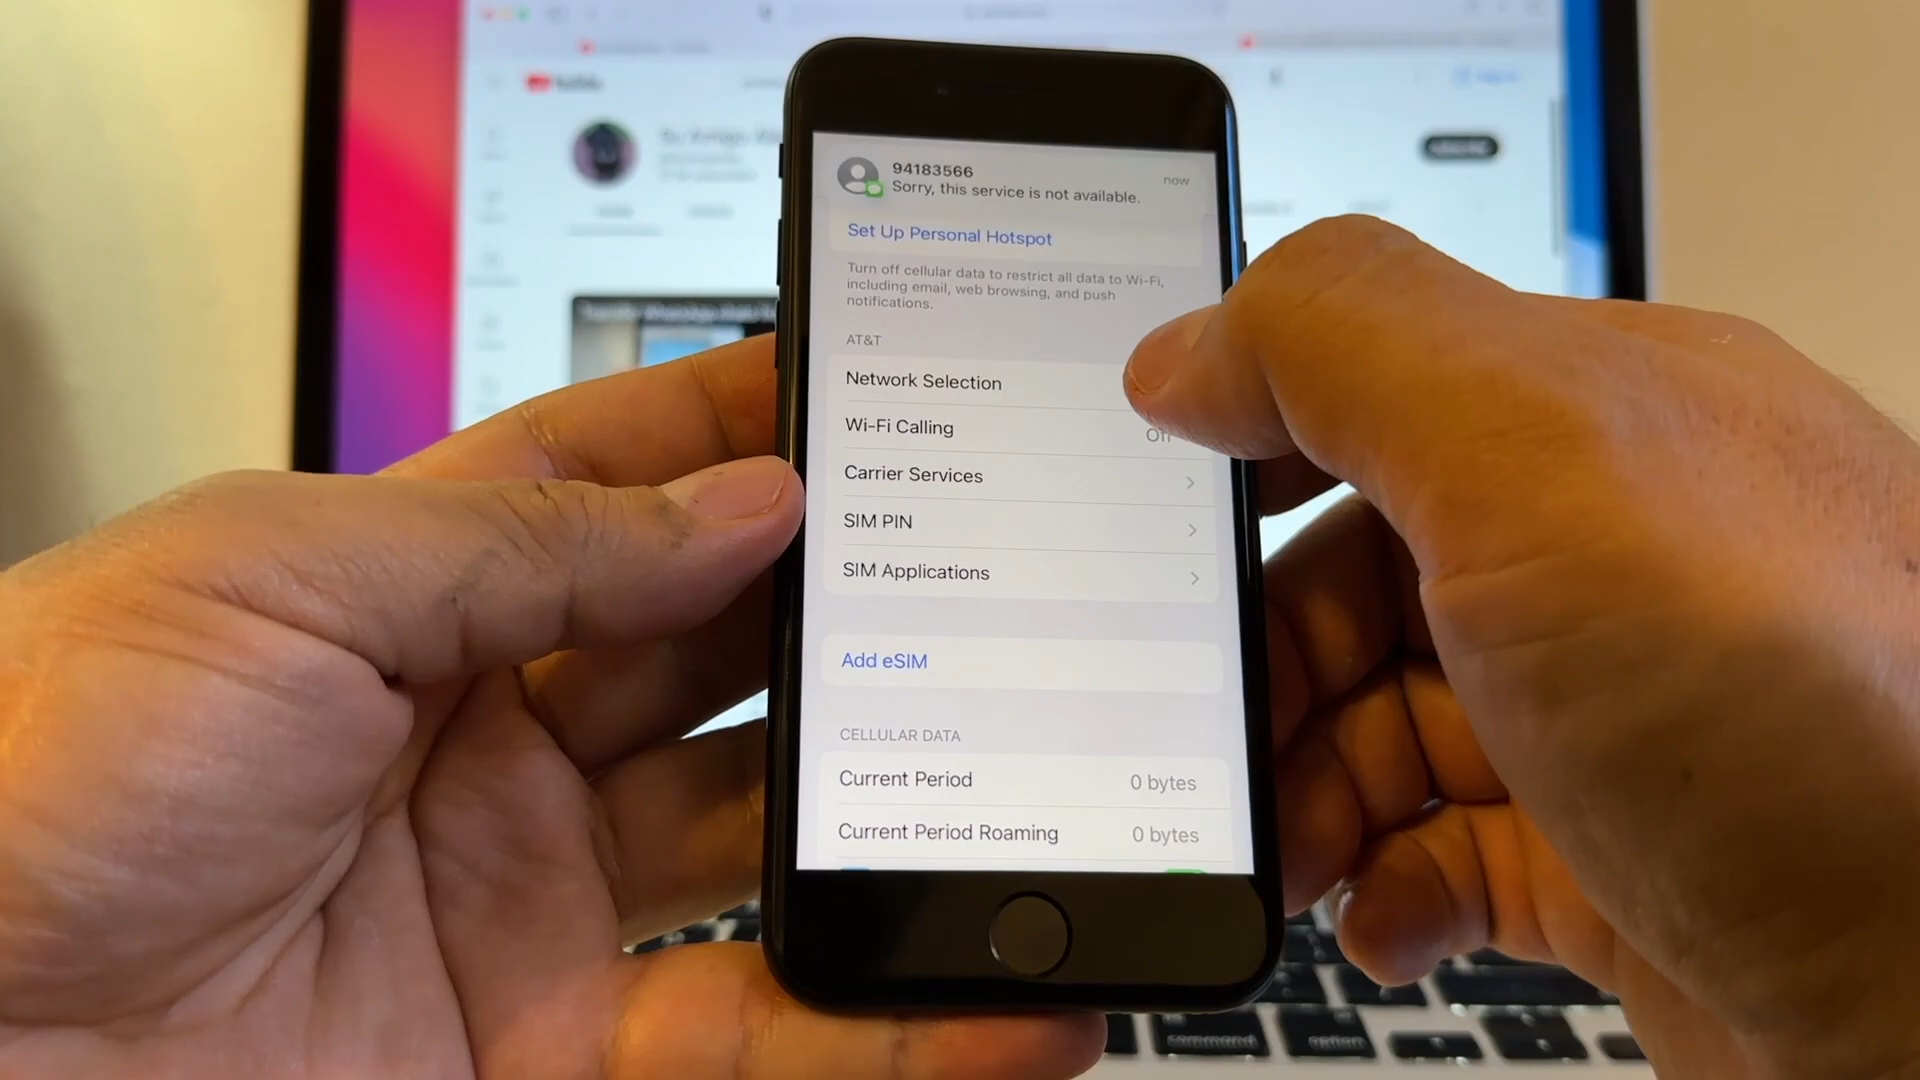 94183566
now
Sorry, this service is not available.
Set Up Personal Hotspot
Turn off cellular data to restrict all data to Wi-Fi,
including email, web browsing, and push
notifications.
AT&T
Network Selection
Wi-Fi Calling
Carrier Services
SIM PIN
SIM Applications
Add eSIM
CELLULAR DATA
Current Period 0 bytes
Current Period Roaming 0 bytes
command option